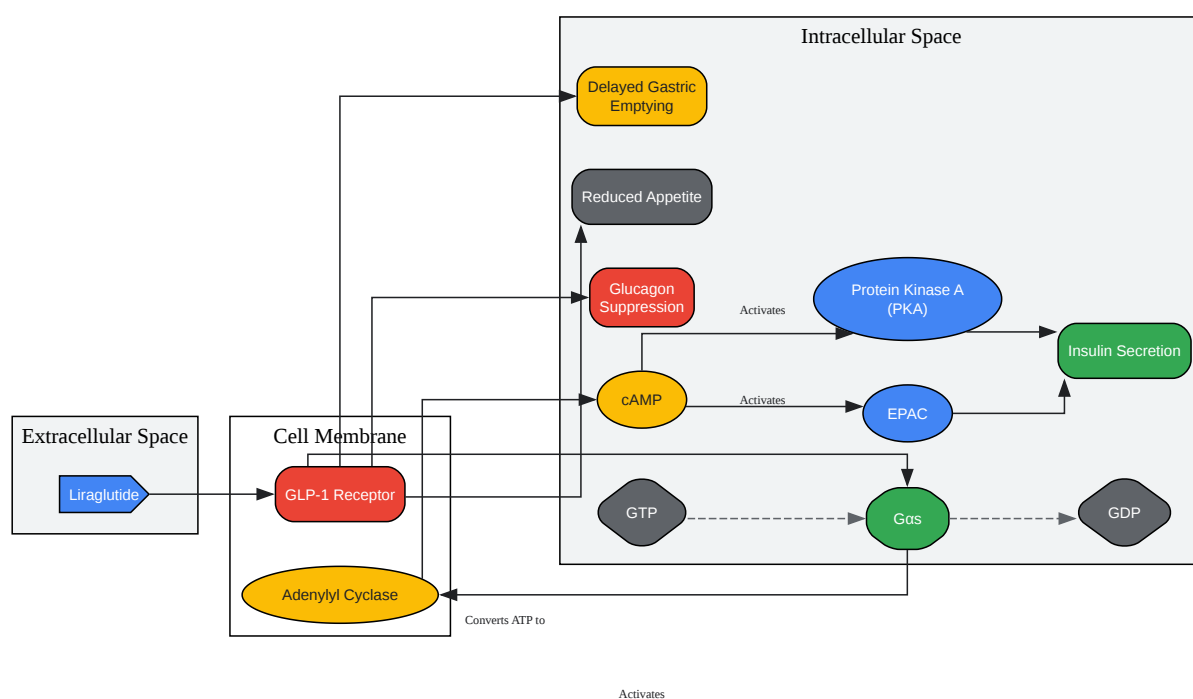 Intracellular Space
Delayed Gastric
Emptying
Reduced Appetite
Glucagon
Suppression
Activates
Protein Kinase A
(PKA)
Insulin Secretion
cAMP
Activates
EPAC
Extracellular Space
Liraglutide
Cell Membrane
GLP-1 Receptor
GTP
Gαs
GDP
Adenylyl Cyclase
Converts ATP to
Activates